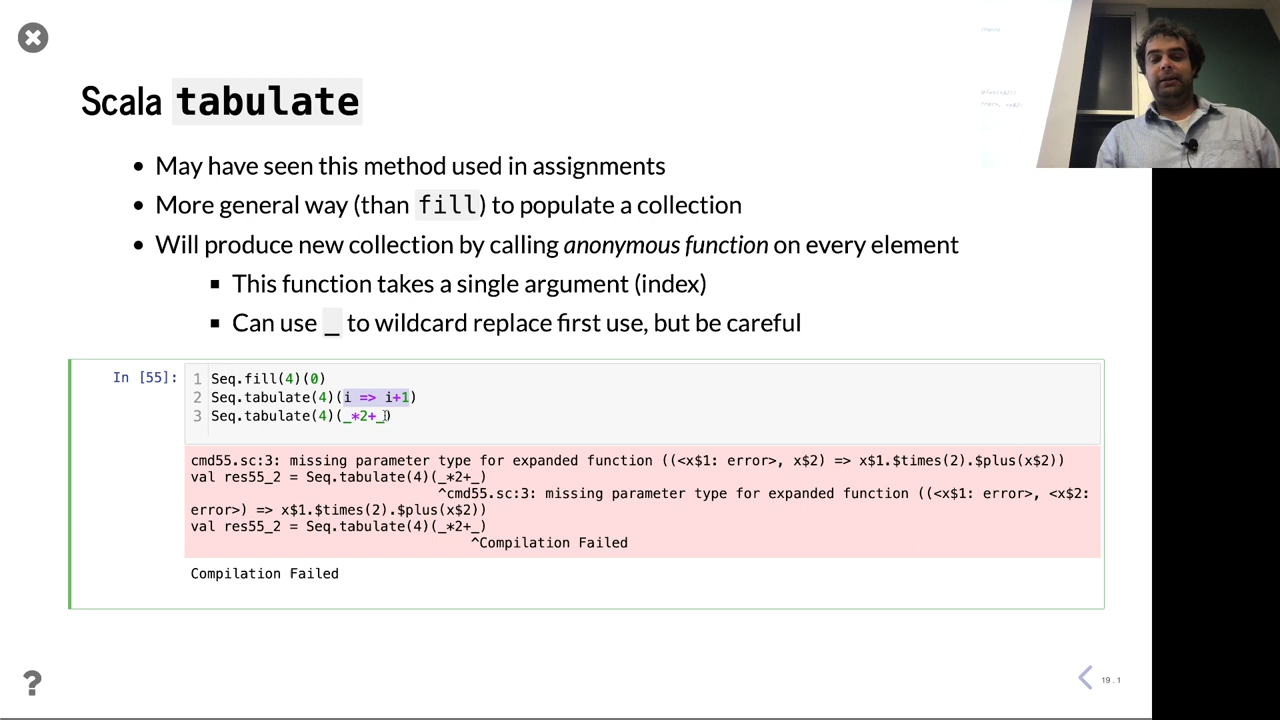 Scala tabulate
• May have seen this method used in assignments
• More general way (than fill) to populate a collection
• Will produce new collection by calling anonymous function on every element
▪ This function takes a single argument (index)
▪ Can use _ to wildcard replace first use, but be careful
In [55]:
1 Seq.fill(4)(0)
2 Seq.tabulate(4)(i => i+1)
3 Seq.tabulate(4)(_*2+_)
cmd55.sc:3: missing parameter type for expanded function ((<x$1: error>, x$2) => x$1.$times(2).$plus(x$2))
val res55_2 = Seq.tabulate(4)(_*2+_)
^cmd55.sc:3: missing parameter type for expanded function ((<x$1: error>, <x$2:
error>) => x$1.$times(2).$plus(x$2))
val res55_2 = Seq.tabulate(4)(_*2+_)
^Compilation Failed
Compilation Failed
?
19.1